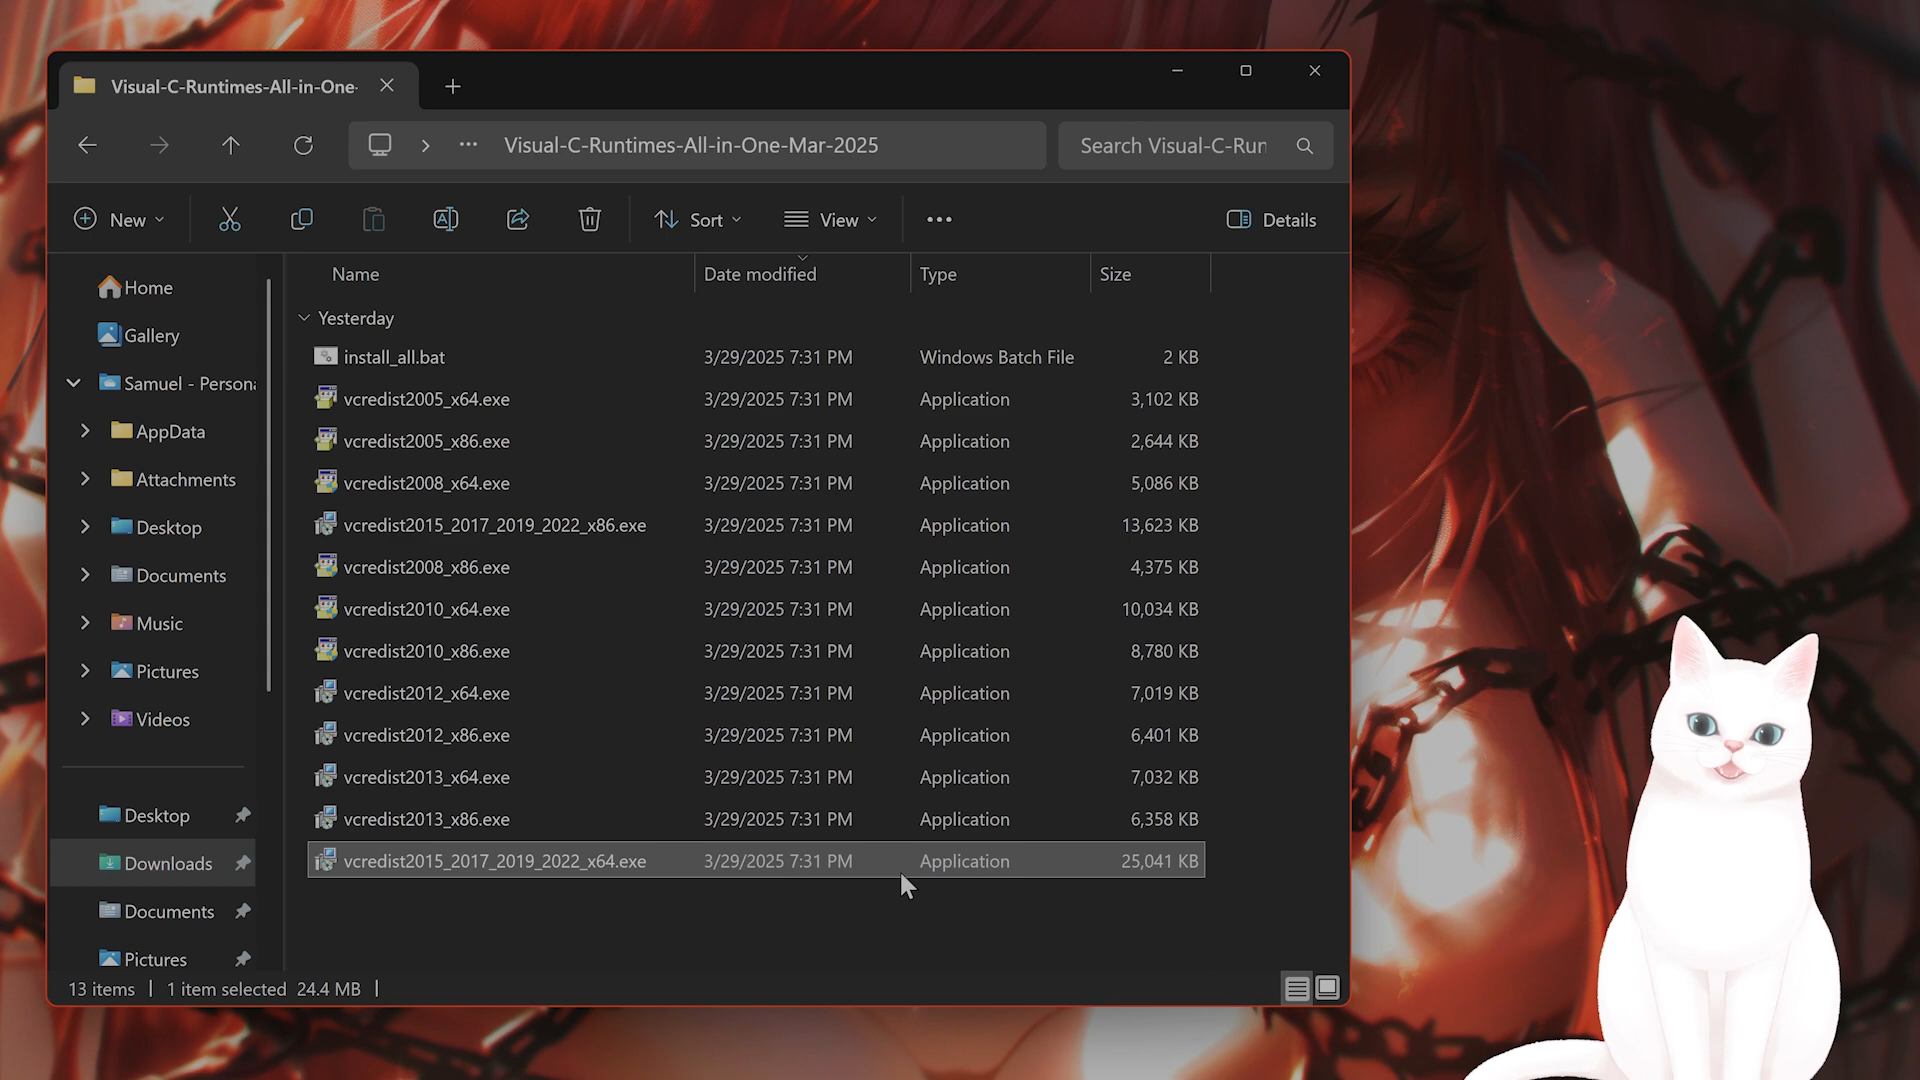 Visual-C-Runtimes-All-in-One-
Visual-C-Runtimes-All-in-One-Mar-2025
Search Visual-C-Run
New
Sort
View
Details
Home
Gallery
Samuel - Persona
AppData
Attachments
Desktop
Documents
Music
Pictures
Videos
Desktop
Downloads
Documents
Pictures
Name Date modified Type Size
Yesterday
install_all.bat 3/29/2025 7:31 PM Windows Batch File 2 KB
vcredist2005_x64.exe 3/29/2025 7:31 PM Application 3,102 KB
vcredist2005_x86.exe 3/29/2025 7:31 PM Application 2,644 KB
vcredist2008_x64.exe 3/29/2025 7:31 PM Application 5,086 KB
vcredist2015_2017_2019_2022_x86.exe 3/29/2025 7:31 PM Application 13,623 KB
vcredist2008_x86.exe 3/29/2025 7:31 PM Application 4,375 KB
vcredist2010_x64.exe 3/29/2025 7:31 PM Application 10,034 KB
vcredist2010_x86.exe 3/29/2025 7:31 PM Application 8,780 KB
vcredist2012_x64.exe 3/29/2025 7:31 PM Application 7,019 KB
vcredist2012_x86.exe 3/29/2025 7:31 PM Application 6,401 KB
vcredist2013_x64.exe 3/29/2025 7:31 PM Application 7,032 KB
vcredist2013_x86.exe 3/29/2025 7:31 PM Application 6,358 KB
vcredist2015_2017_2019_2022_x64.exe 3/29/2025 7:31 PM Application 25,041 KB
13 items | 1 item selected 24.4 MB |